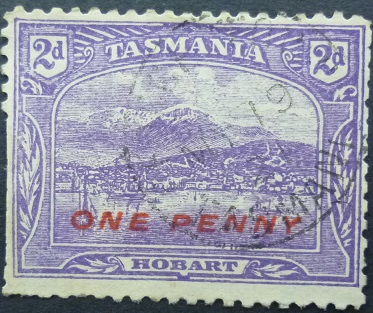 2d TASMANIA 2d
ONE PENNY
HOBART